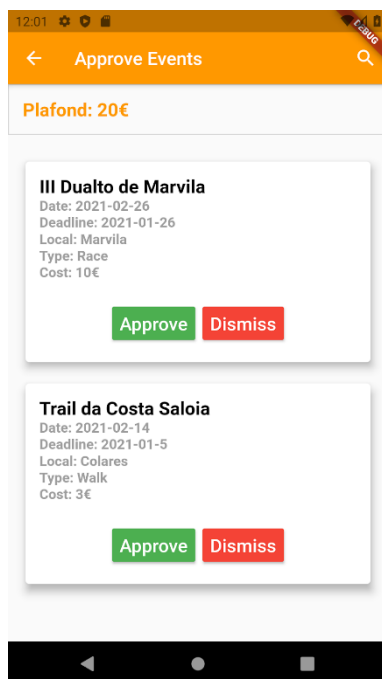 12:01
DEBUG
Approve Events
Plafond: 20€
III Dualto de Marvila
Date: 2021-02-26
Deadline: 2021-01-26
Local: Marvila
Type: Race
Cost: 10€
Approve Dismiss
Trail da Costa Saloia
Date: 2021-02-14
Deadline: 2021-01-5
Local: Colares
Type: Walk
Cost: 3€
Approve Dismiss